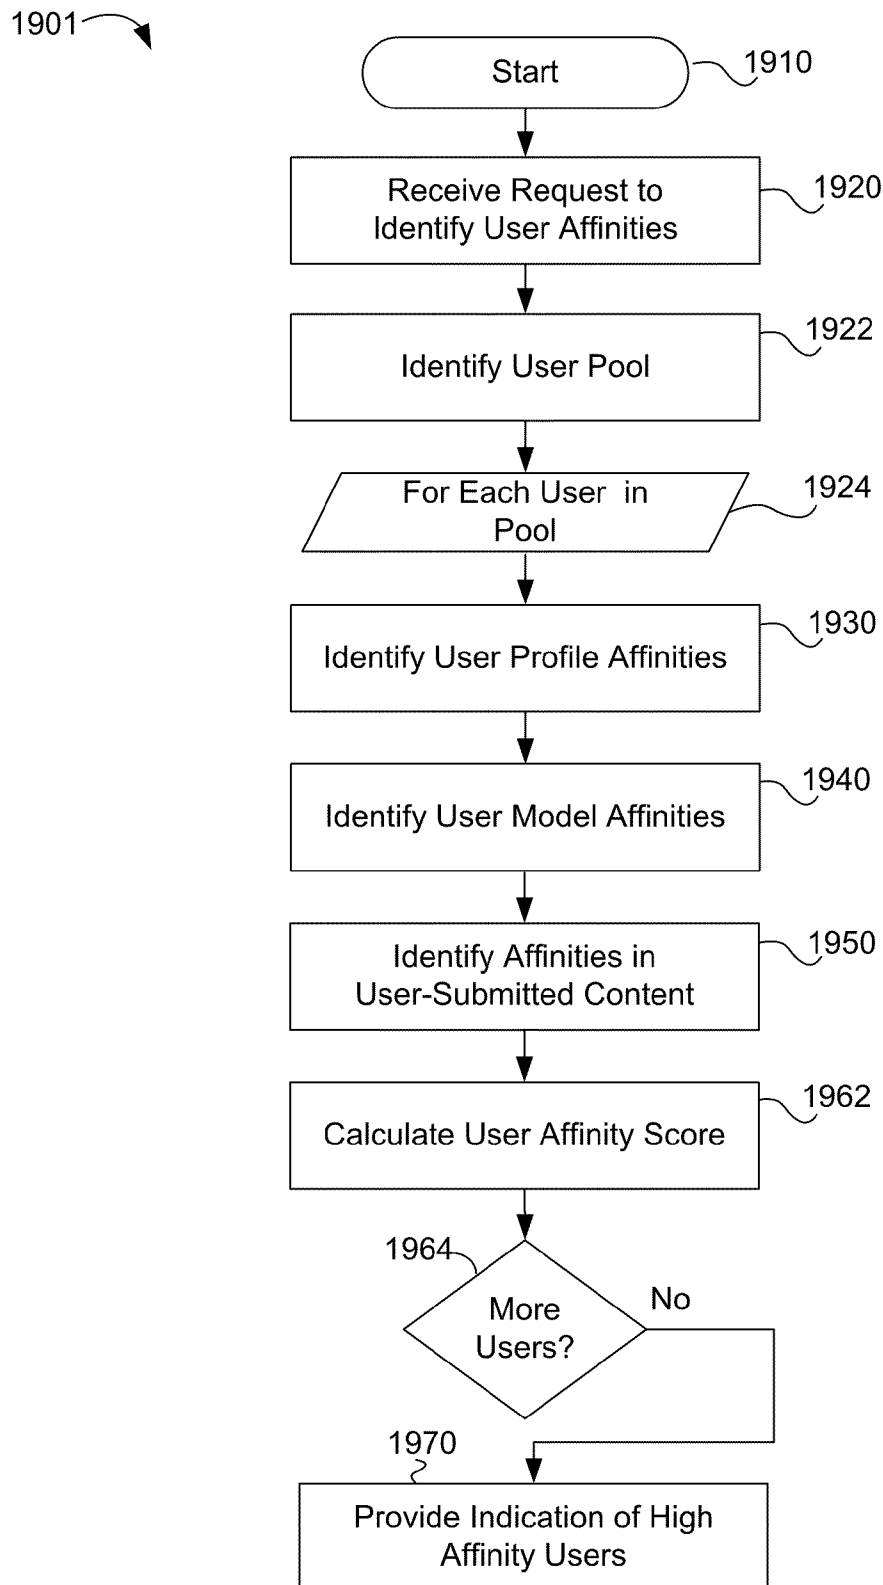 1901
Start
1910
Receive Request to
Identify User Affinities
1920
Identify User Pool
1922
For Each User in
Pool
1924
Identify User Profile Affinities
1930
Identify User Model Affinities
1940
Identify Affinities in
User-Submitted Content
1950
Calculate User Affinity Score
1962
1964
More
Users?
No
1970
Provide Indication of High
Affinity Users